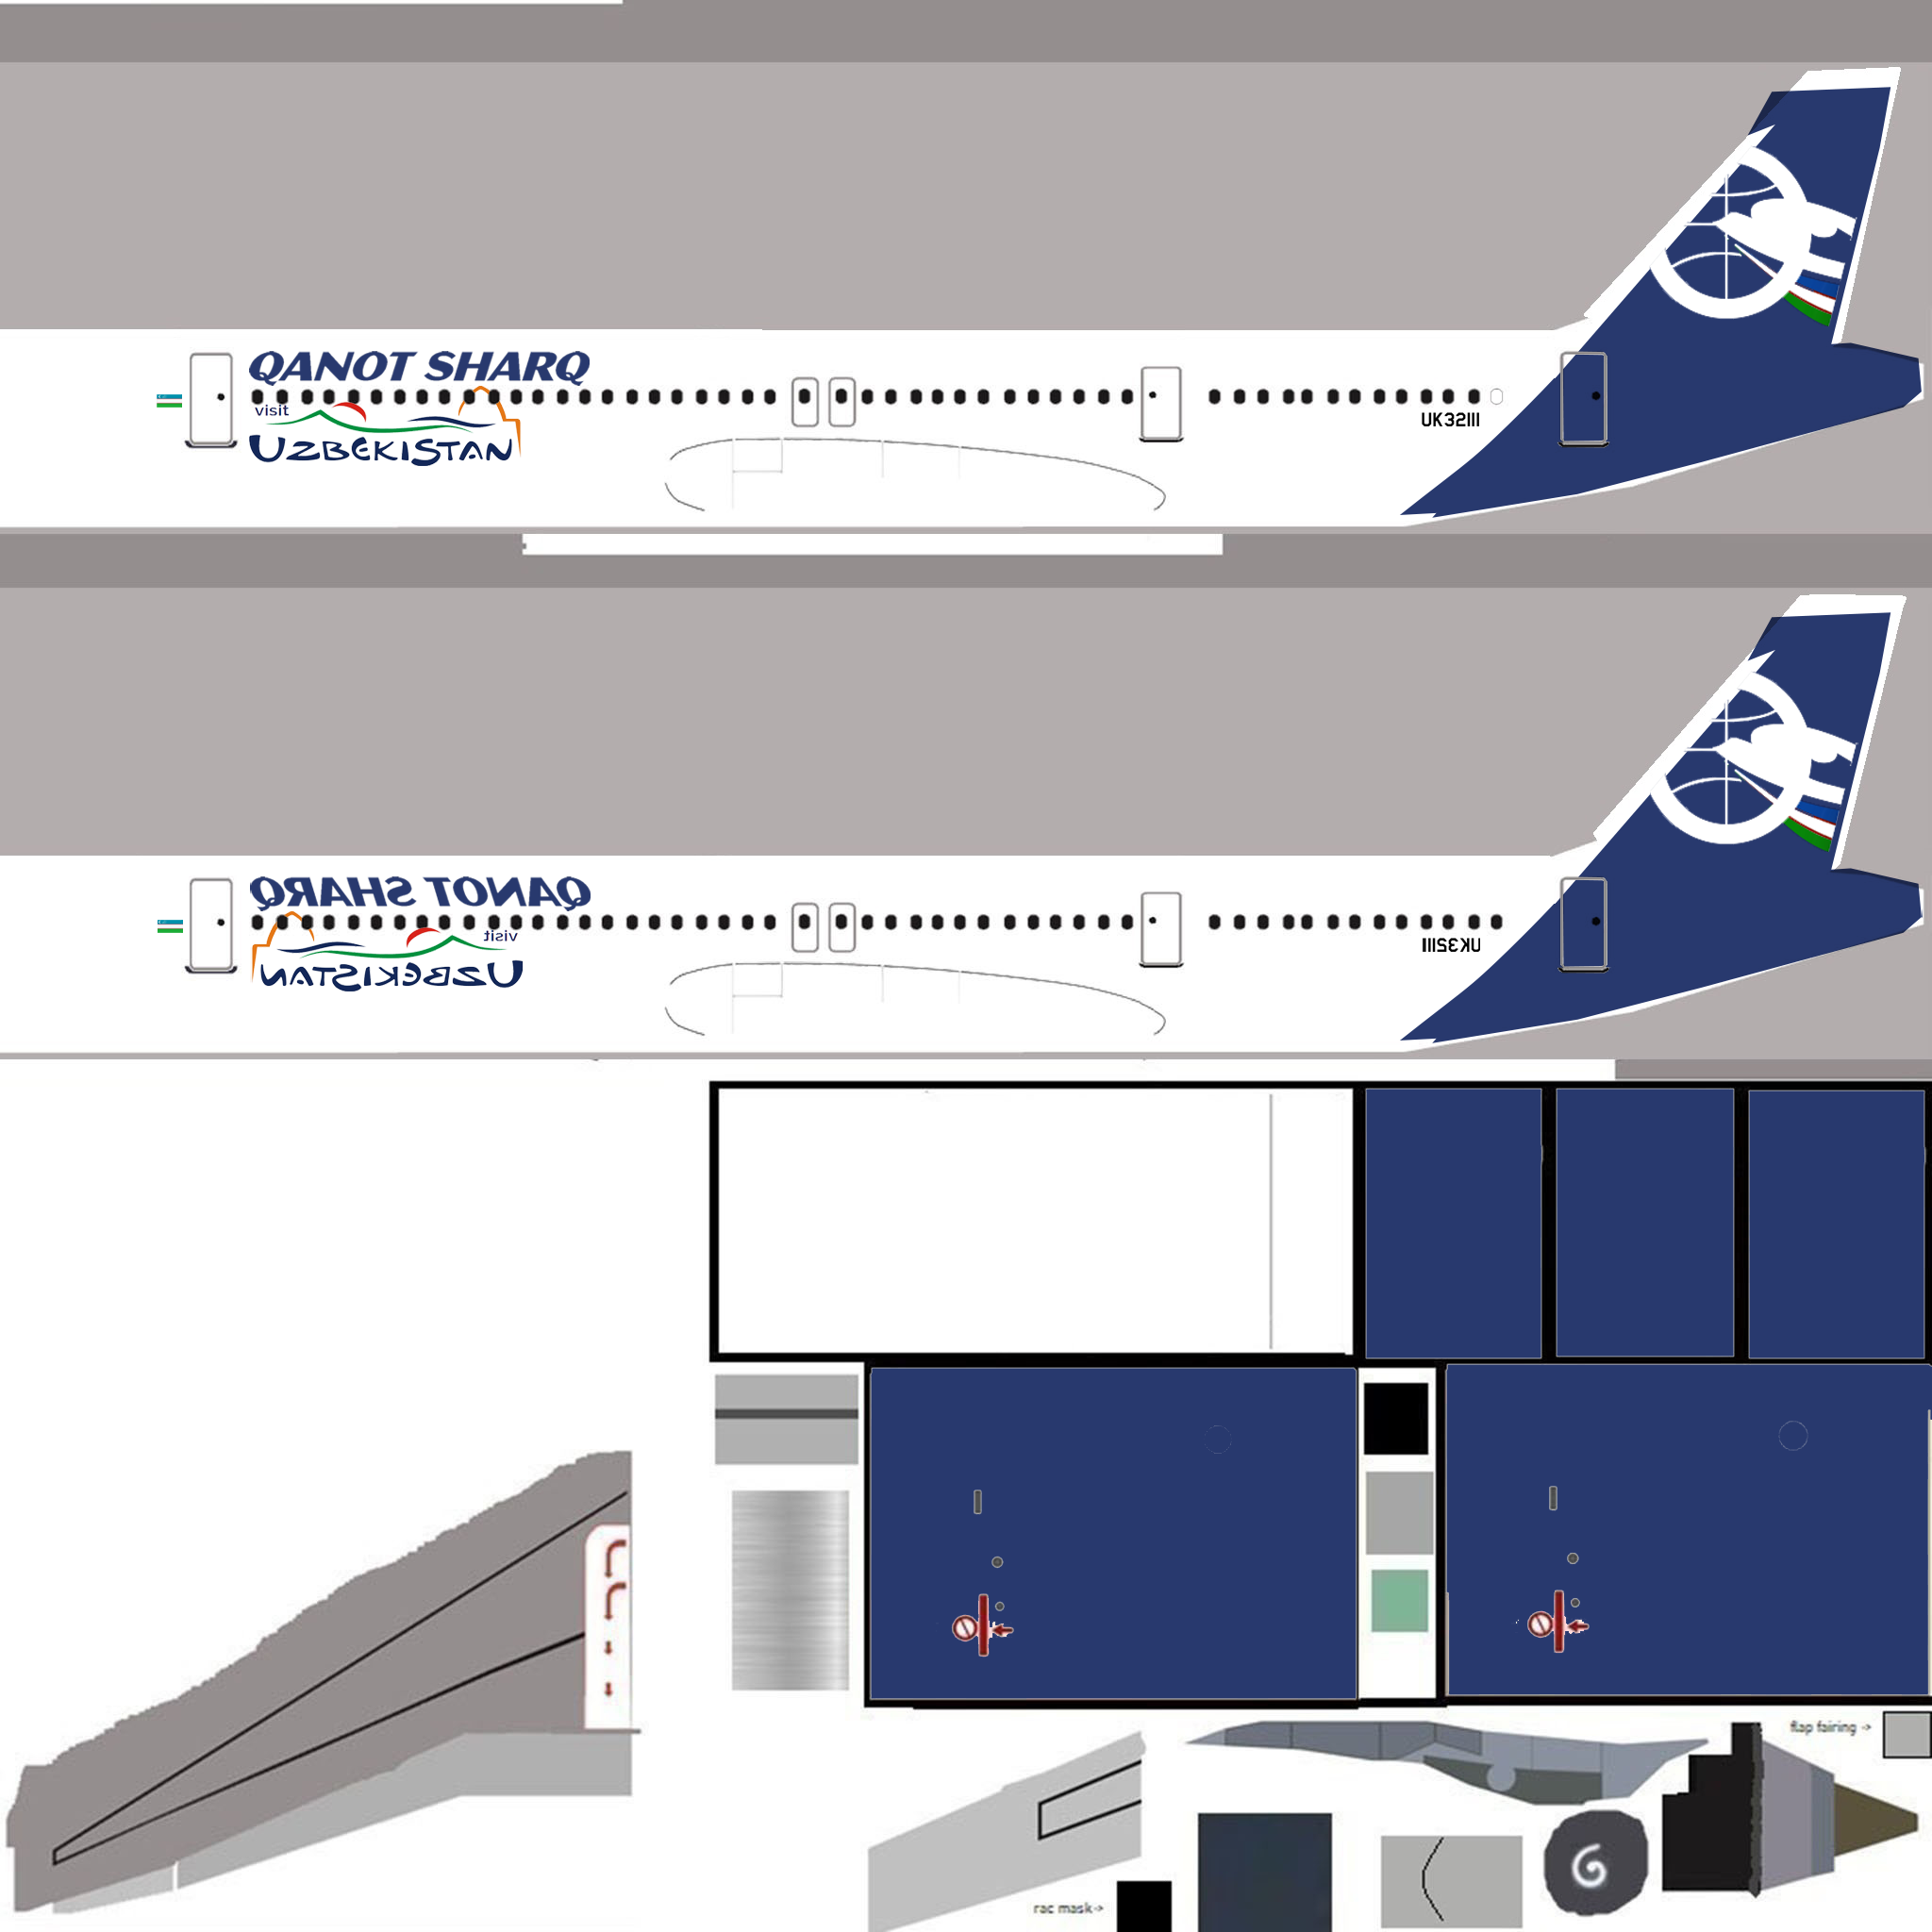 QANOT SHARQ
visit
UZBEKISTAN
UK32111
QANOT SHARQ
visit
UZBEKISTAN
UK32111
flap fairing ->
rac mask->